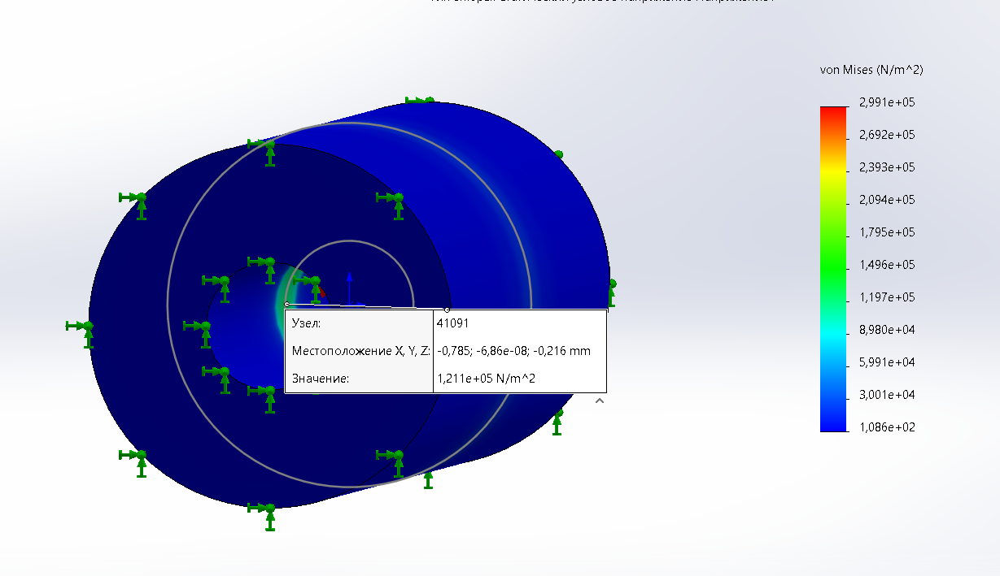 von Mises (N/m^2)
2,991e+05
2,692e+05
2,393e+05
2,094e+05
1,795e+05
1,496e+05
1,197e+05
8,980e+04
5,991e+04
3,001e+04
1,086e+02
Узел: 41091
Местоположение X, Y, Z: -0,785; -6,86e-08; -0,216 mm
Значение: 1,211e+05 N/m^2